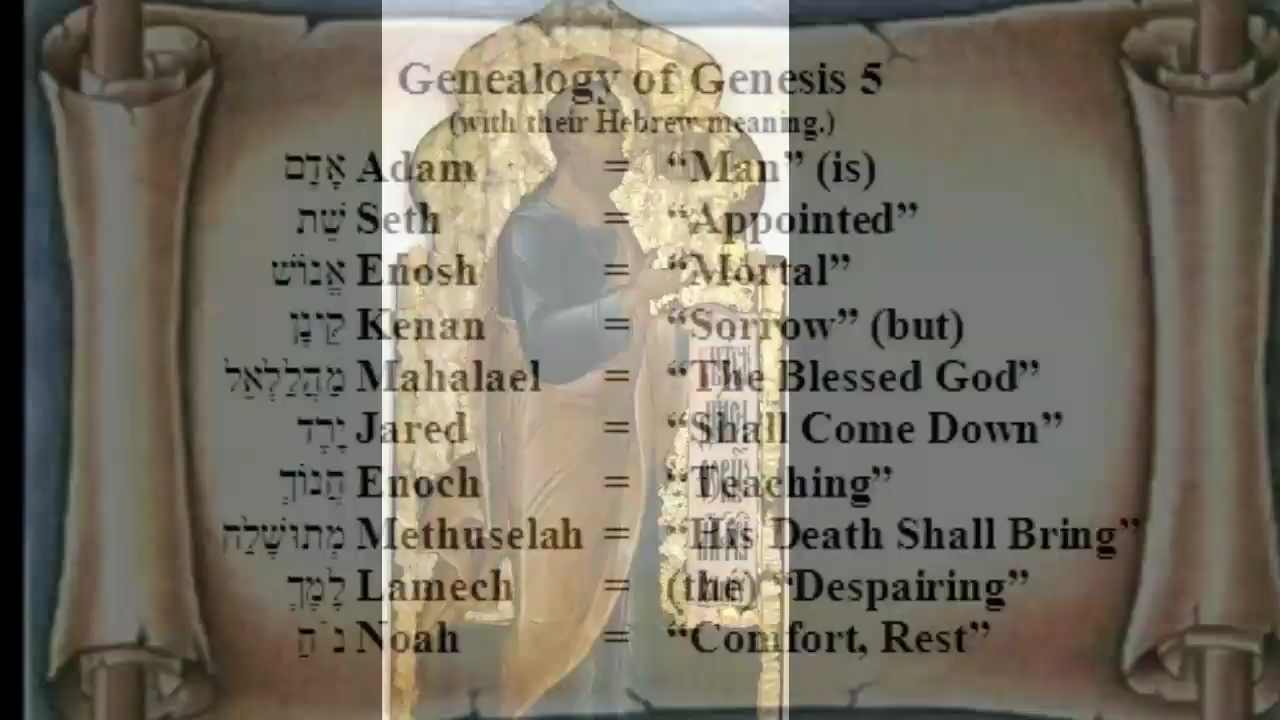 Genealogy of Genesis 5
(with their Hebrew meaning.)
אָדָם Adam = “Man” (is)
שֵׁת Seth = “Appointed”
אֱנוֹשׁ Enosh = “Mortal”
קֵינָן Kenan = “Sorrow” (but)
מַהֲלַלְאֵל Mahalael = “The Blessed God”
יֶרֶד Jared = “Shall Come Down”
חֲנוֹךְ Enoch = “Teaching”
מְתוּשֶׁלַח Methuselah = “His Death Shall Bring”
לֶמֶךְ Lamech = (the) “Despairing”
נֹחַ Noah = “Comfort, Rest”